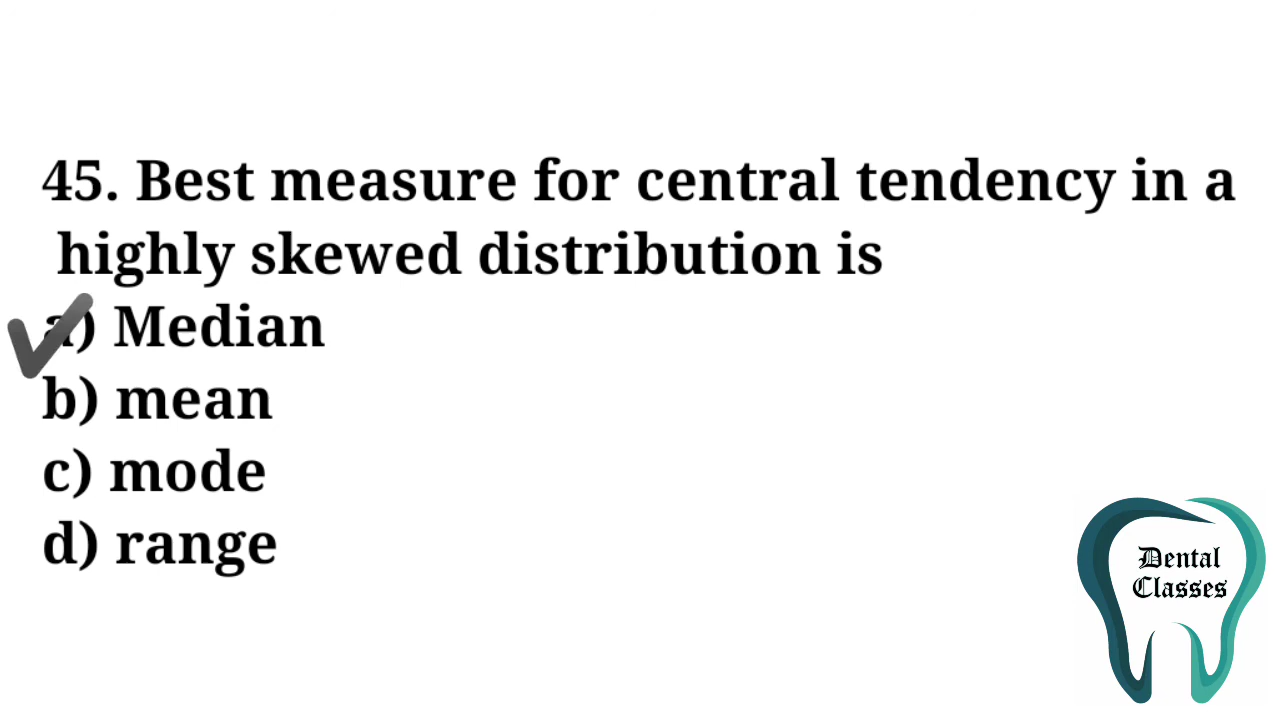 45. Best measure for central tendency in a
highly skewed distribution is
a) Median
b) mean
c) mode
d) range
Dental
Classes